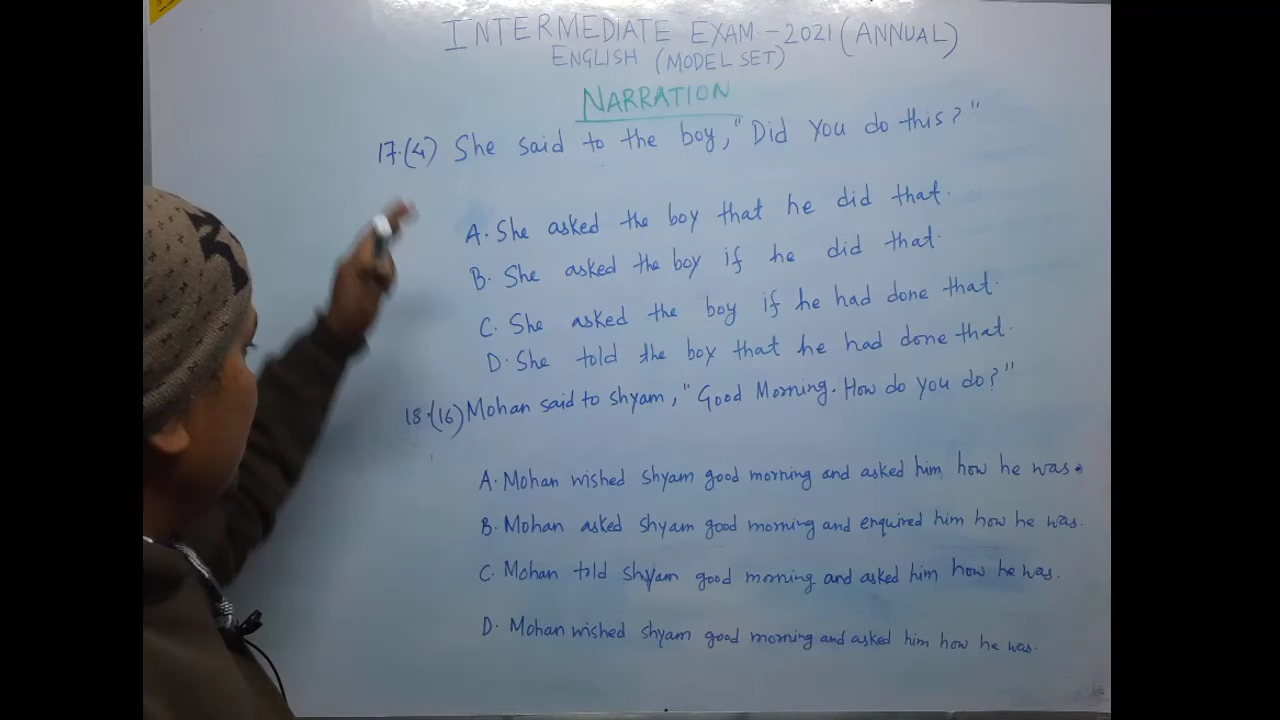 INTERMEDIATE EXAM - 2021 (ANNUAL)
ENGLISH (MODEL SET)
NARRATION
17.(4) She said to the boy, "Did you do this?"
A. She asked the boy that he did that.
B. She asked the boy if he did that.
C. She asked the boy if he had done that.
D. She told the boy that he had done that.
18.(16) Mohan said to shyam, "Good Morning. How do you do?"
A. Mohan wished shyam good morning and asked him how he was.
B. Mohan asked shyam good morning and enquired him how he was.
C. Mohan told shyam good morning and asked him how he was.
D. Mohan wished shyam good morning and asked him how he was.